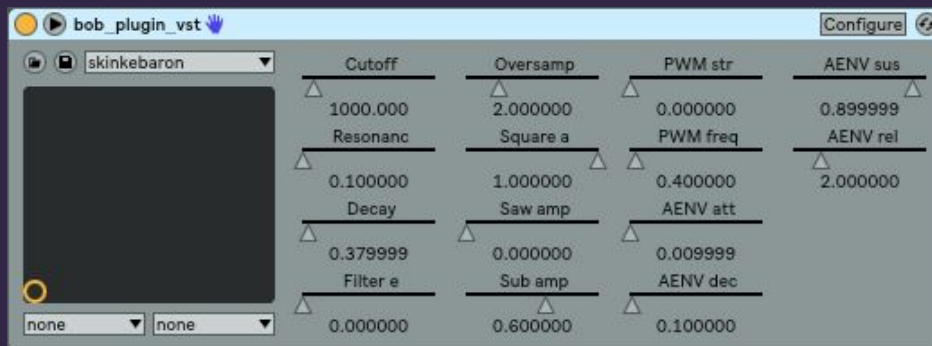 bob_plugin_vst Configure
skinkebaron
Cutoff Oversamp PWM str AENV sus
1000.000 2.000000 0.000000 0.899999
Resonanc Square a PWM freq AENV rel
0.100000 1.000000 0.400000 2.000000
Decay Saw amp AENV att
0.379999 0.000000 0.009999
Filter e Sub amp AENV dec
0.000000 0.600000 0.100000
none none